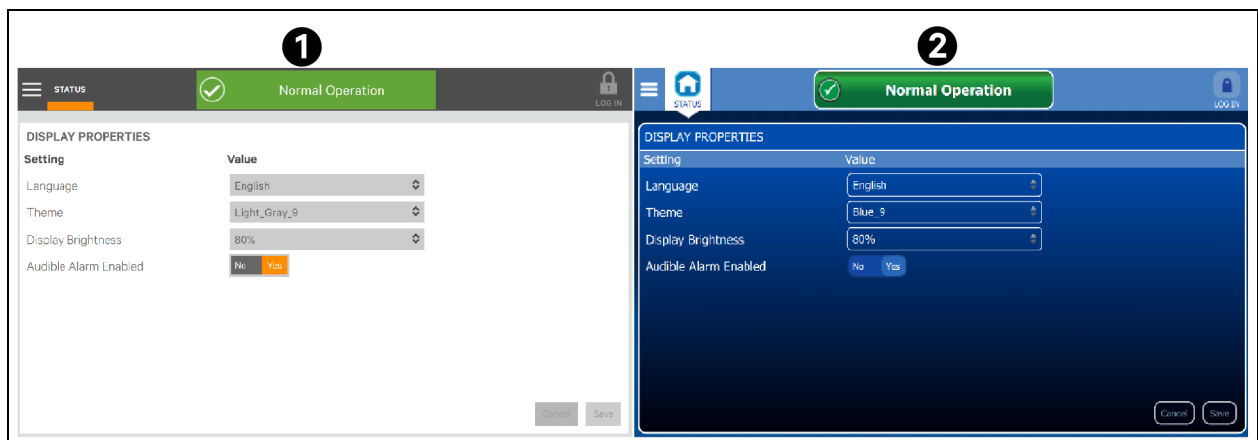 1
STATUS
Normal Operation
LOG IN
DISPLAY PROPERTIES
Setting Value
Language English
Theme Light_Gray_9
Display Brightness 80%
Audible Alarm Enabled No Yes
Cancel Save
2
STATUS
Normal Operation
LOG IN
DISPLAY PROPERTIES
Setting Value
Language English
Theme Blue_9
Display Brightness 80%
Audible Alarm Enabled No Yes
Cancel Save